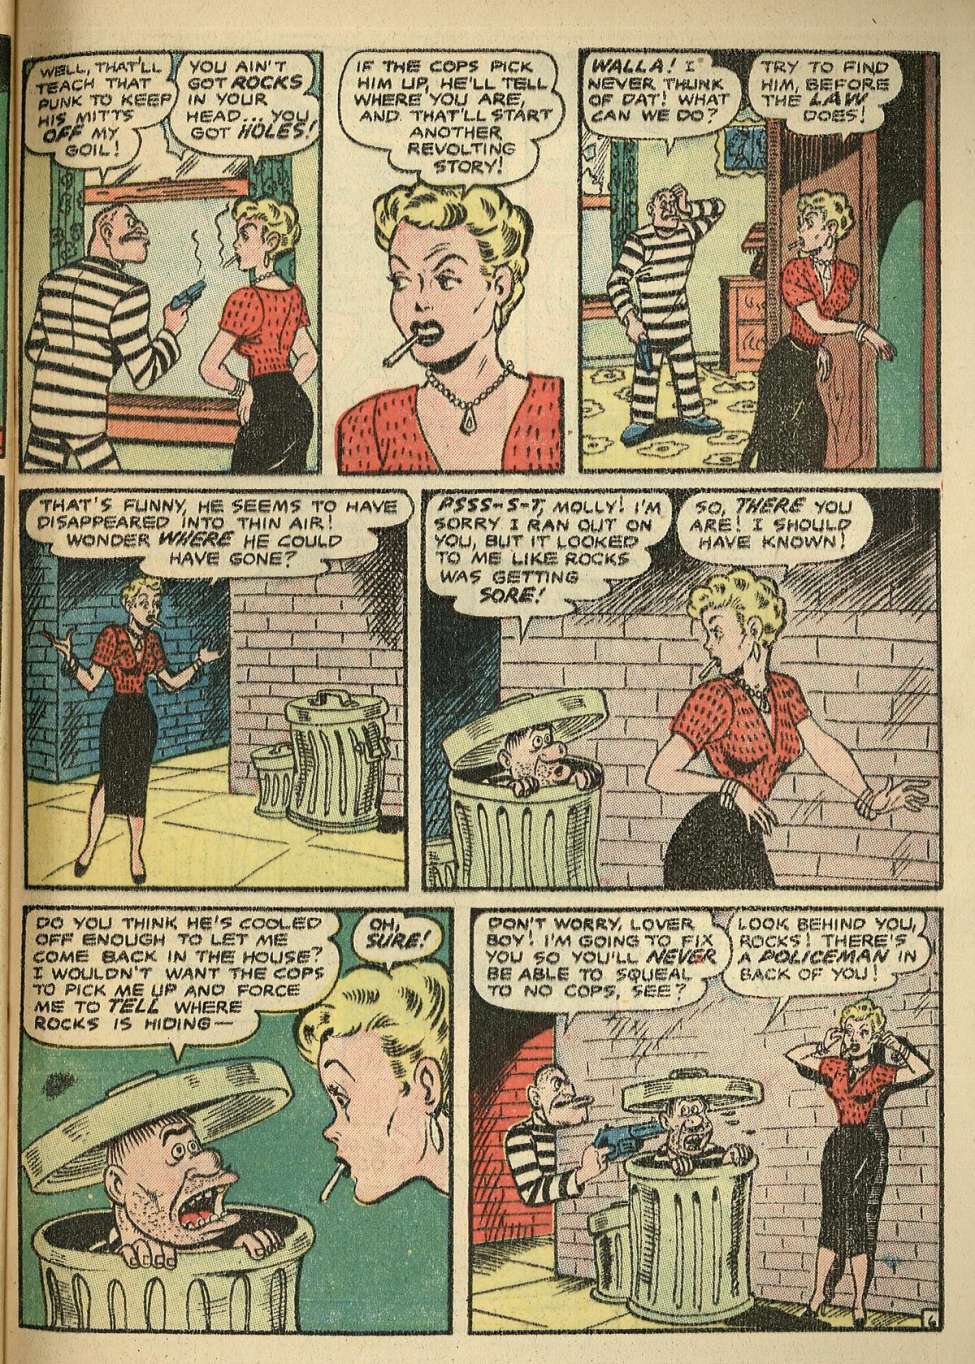 WELL, THAT'LL
TEACH THAT
PUNK TO KEEP
HIS MITTS
OFF MY
GOIL!
YOU AIN'T
GOT ROCKS
IN YOUR
HEAD... YOU
GOT HOLES!
IF THE COPS PICK
HIM UP, HE'LL TELL
WHERE YOU ARE,
AND THAT'LL START
ANOTHER
REVOLTING
STORY!
WALLA! I
NEVER THUNK
OF DAT! WHAT
CAN WE DO?
TRY TO FIND
HIM, BEFORE
THE LAW
DOES!
THAT'S FUNNY, HE SEEMS TO HAVE
DISAPPEARED INTO THIN AIR!
WONDER WHERE HE COULD
HAVE GONE?
PSSS-S-T, MOLLY! I'M
SORRY I RAN OUT ON
YOU, BUT IT LOOKED
TO ME LIKE ROCKS
WAS GETTING
SORE!
SO, THERE YOU
ARE! I SHOULD
HAVE KNOWN!
DO YOU THINK HE'S COOLED
OFF ENOUGH TO LET ME
COME BACK IN THE HOUSE?
I WOULDN'T WANT THE COPS
TO PICK ME UP AND FORCE
ME TO TELL WHERE
ROCKS IS HIDING—
OH,
SURE!
DON'T WORRY, LOVER
BOY! I'M GOING TO FIX
YOU SO YOU'LL NEVER
BE ABLE TO SQUEAL
TO NO COPS, SEE?
LOOK BEHIND YOU,
ROCKS! THERE'S
A POLICEMAN IN
BACK OF YOU!
6